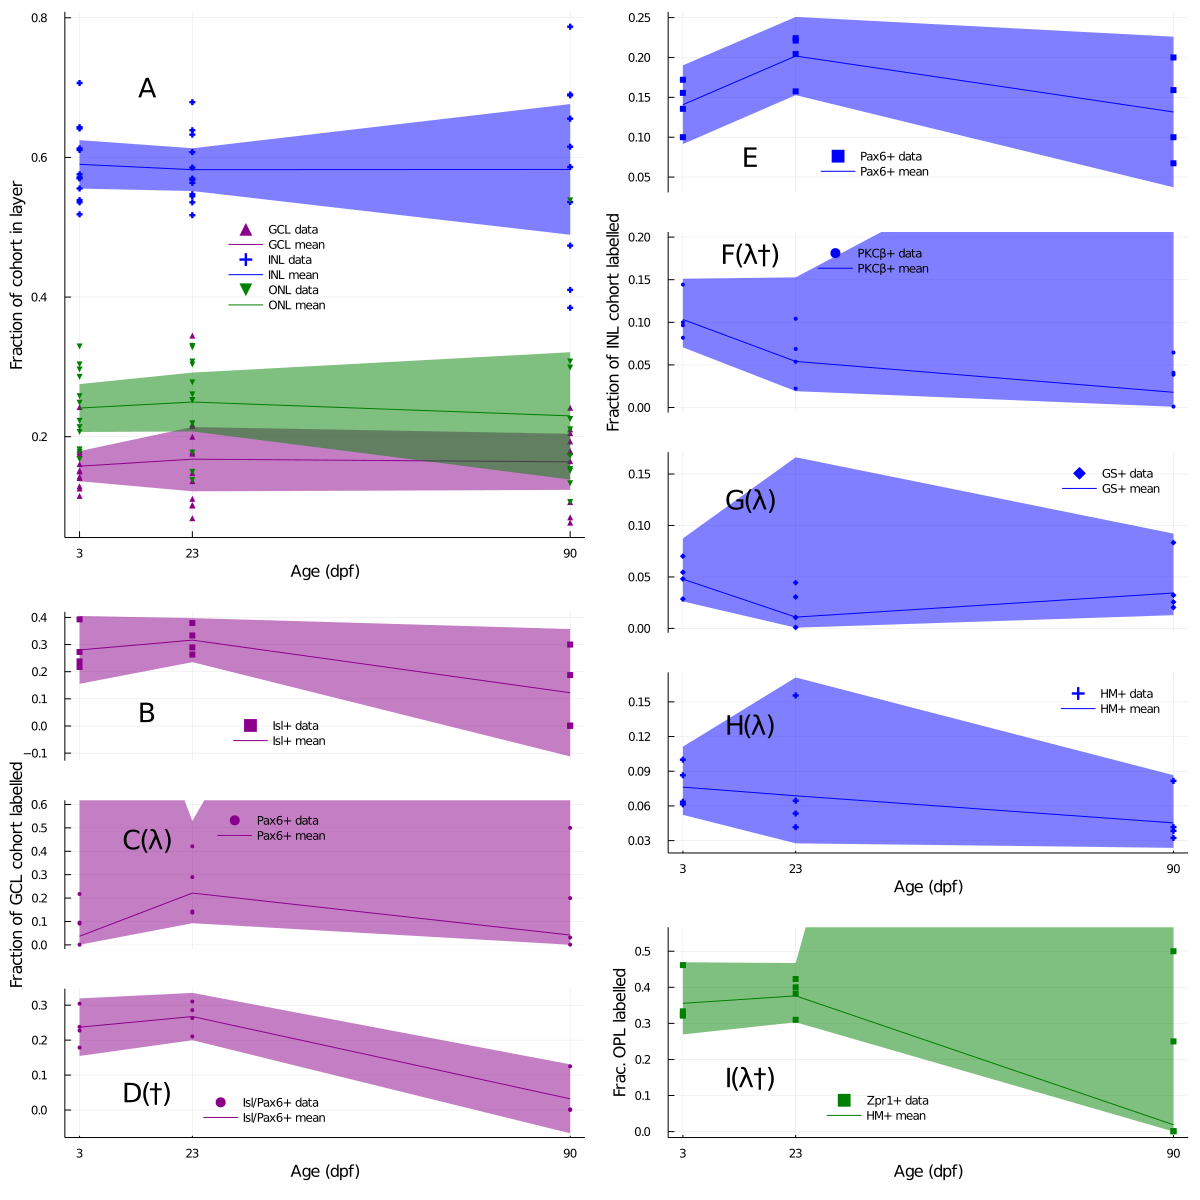 0.8
0.6
0.4
0.2
Fraction of cohort in layer
A
GCL data
GCL mean
INL data
INL mean
ONL data
ONL mean
3 23 90
Age (dpf)
0.4
0.3
0.2
0.1
0.0
−0.1
B
Isl+ data
Isl+ mean
Fraction of GCL cohort labelled
0.6
0.5
0.4
0.3
0.2
0.1
0.0
C(λ)
Pax6+ data
Pax6+ mean
0.3
0.2
0.1
0.0
D(†)
Isl/Pax6+ data
Isl/Pax6+ mean
3 23 90
Age (dpf)
0.25
0.20
0.15
0.10
0.05
E
Pax6+ data
Pax6+ mean
Fraction of INL cohort labelled
0.20
0.15
0.10
0.05
0.00
F(λ†)
PKCβ+ data
PKCβ+ mean
0.15
0.10
0.05
0.00
G(λ)
GS+ data
GS+ mean
0.15
0.12
0.09
0.06
0.03
H(λ)
HM+ data
HM+ mean
3 23 90
Age (dpf)
Frac. OPL labelled
0.5
0.4
0.3
0.2
0.1
0.0
I(λ†)
Zpr1+ data
HM+ mean
3 23 90
Age (dpf)